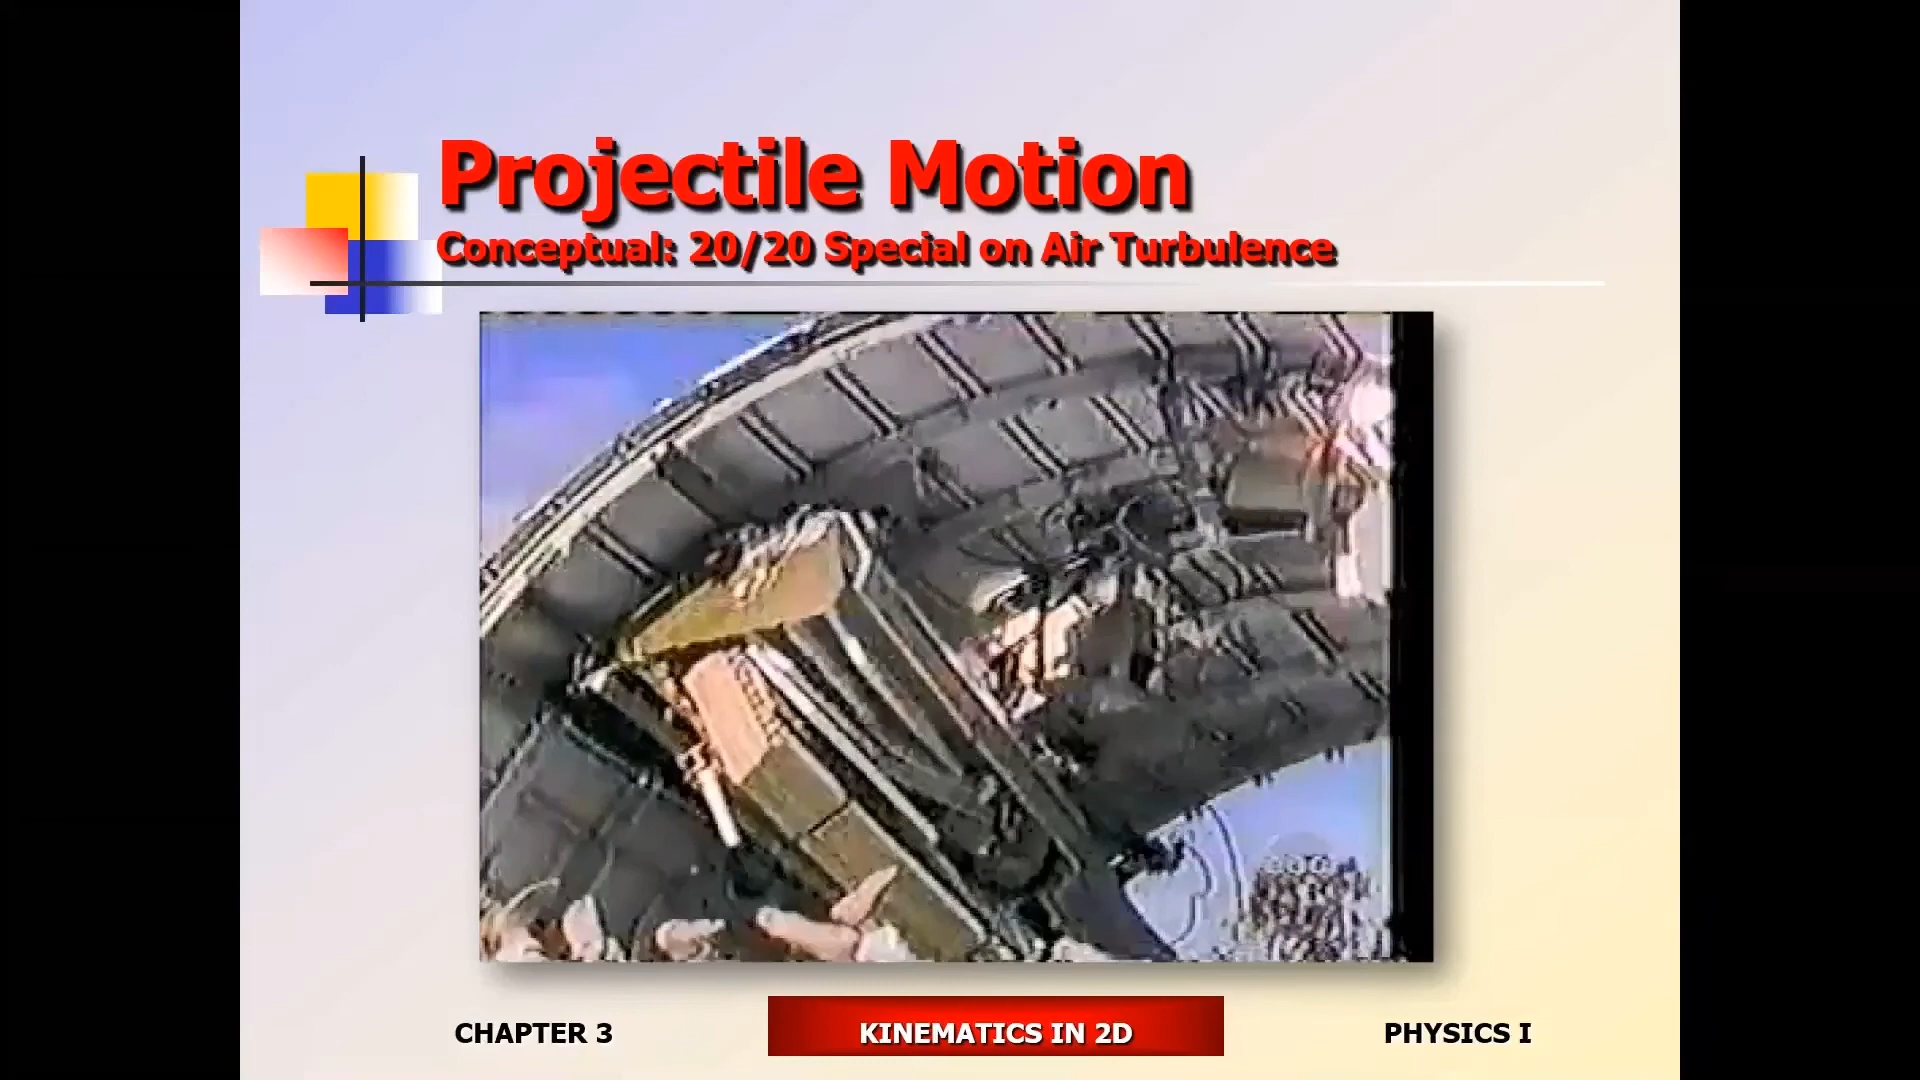 Projectile Motion
Conceptual: 20/20 Special on Air Turbulence
CHAPTER 3
KINEMATICS IN 2D
PHYSICS I